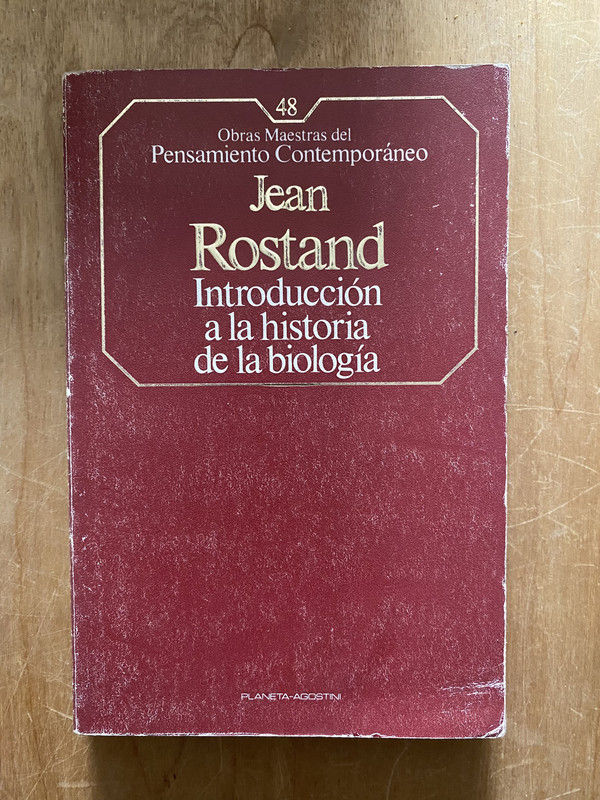 48
Obras Maestras del
Pensamiento Contemporáneo
Jean
Rostand
Introducción
a la historia
de la biología
PLANETA-AGOSTINI